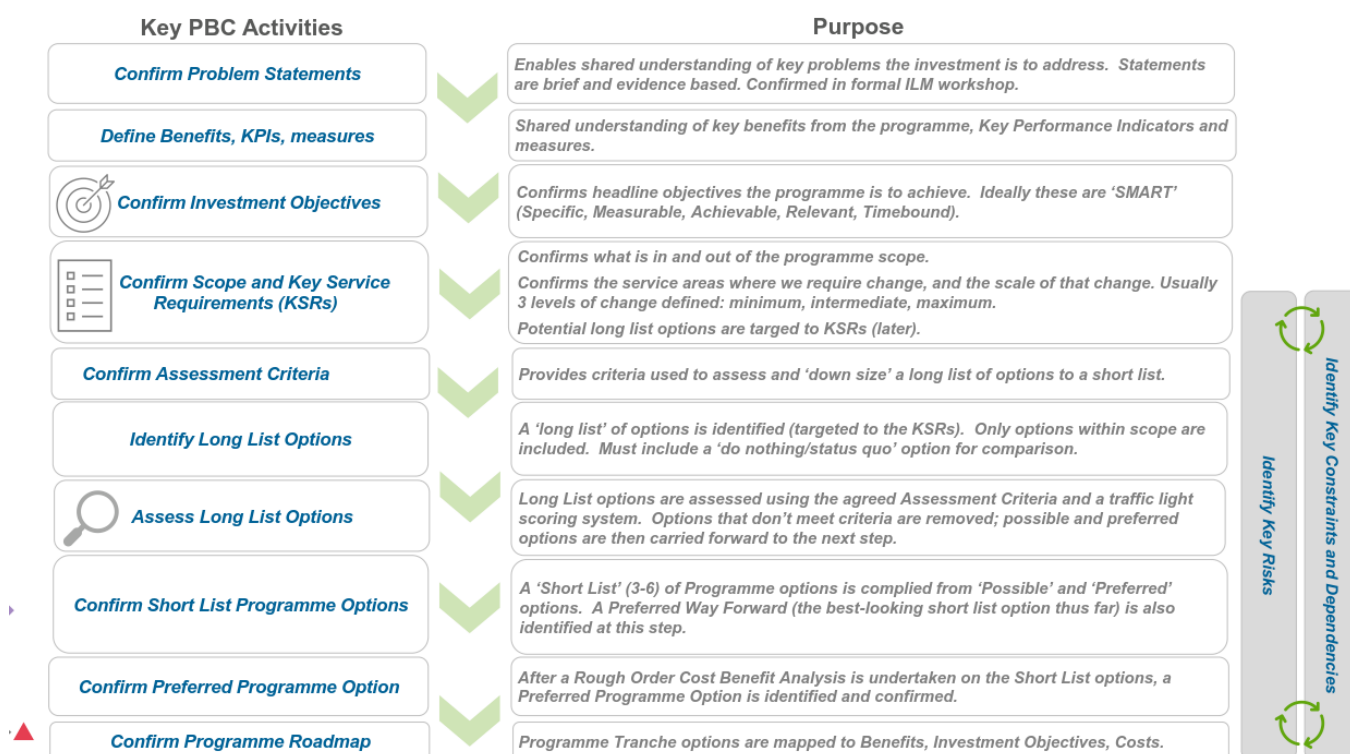 Key PBC Activities
Purpose
Confirm Problem Statements
Enables shared understanding of key problems the investment is to address. Statements
are brief and evidence based. Confirmed in formal ILM workshop.
Define Benefits, KPIs, measures
Shared understanding of key benefits from the programme, Key Performance Indicators and
measures.
Confirm Investment Objectives
Confirms headline objectives the programme is to achieve. Ideally these are ‘SMART’
(Specific, Measurable, Achievable, Relevant, Timebound).
Confirm Scope and Key Service
Requirements (KSRs)
Confirms what is in and out of the programme scope.
Confirms the service areas where we require change, and the scale of that change. Usually
3 levels of change defined: minimum, intermediate, maximum.
Potential long list options are targed to KSRs (later).
Confirm Assessment Criteria
Provides criteria used to assess and ‘down size’ a long list of options to a short list.
Identify Long List Options
A ‘long list’ of options is identified (targeted to the KSRs). Only options within scope are
included. Must include a ‘do nothing/status quo’ option for comparison.
Assess Long List Options
Long List options are assessed using the agreed Assessment Criteria and a traffic light
scoring system. Options that don’t meet criteria are removed; possible and preferred
options are then carried forward to the next step.
Confirm Short List Programme Options
A ‘Short List’ (3-6) of Programme options is complied from ‘Possible’ and ‘Preferred’
options. A Preferred Way Forward (the best-looking short list option thus far) is also
identified at this step.
Confirm Preferred Programme Option
After a Rough Order Cost Benefit Analysis is undertaken on the Short List options, a
Preferred Programme Option is identified and confirmed.
Confirm Programme Roadmap
Programme Tranche options are mapped to Benefits, Investment Objectives, Costs.
Identify Key Risks
Identify Key Constraints and Dependencies